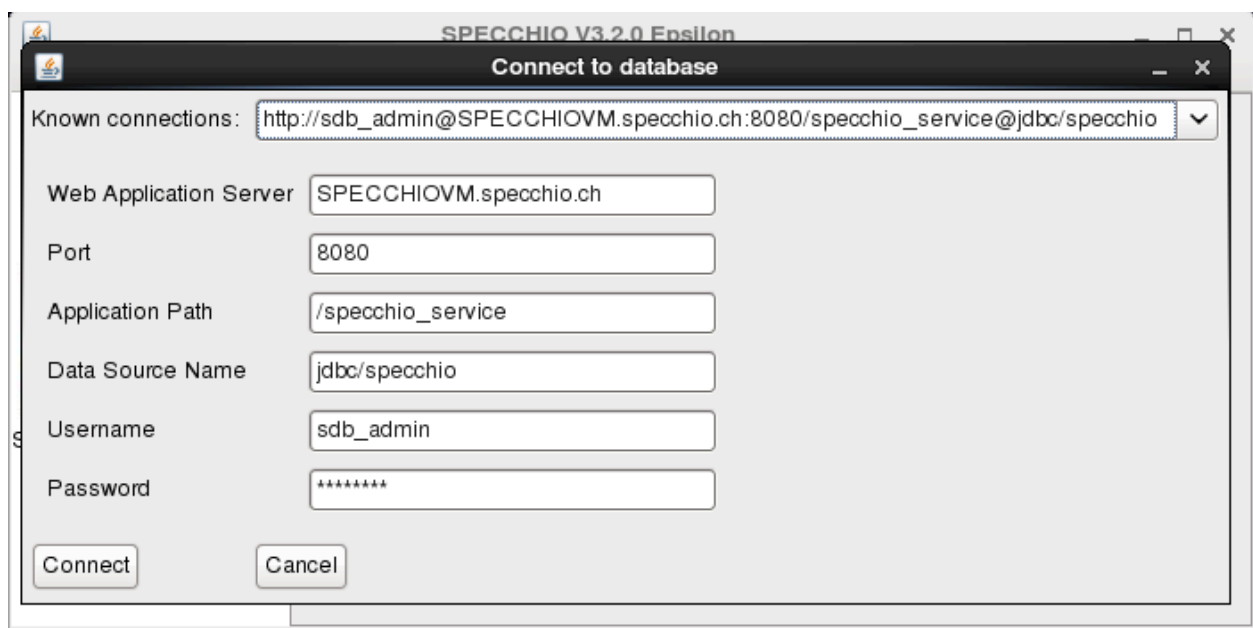 SPECCHIO V3.2.0 Epsilon
Connect to database
Known connections: http://sdb_admin@SPECCHIOVM.specchio.ch:8080/specchio_service@jdbc/specchio
Web Application Server SPECCHIOVM.specchio.ch
Port 8080
Application Path /specchio_service
Data Source Name jdbc/specchio
Username sdb_admin
Password ********
Connect Cancel